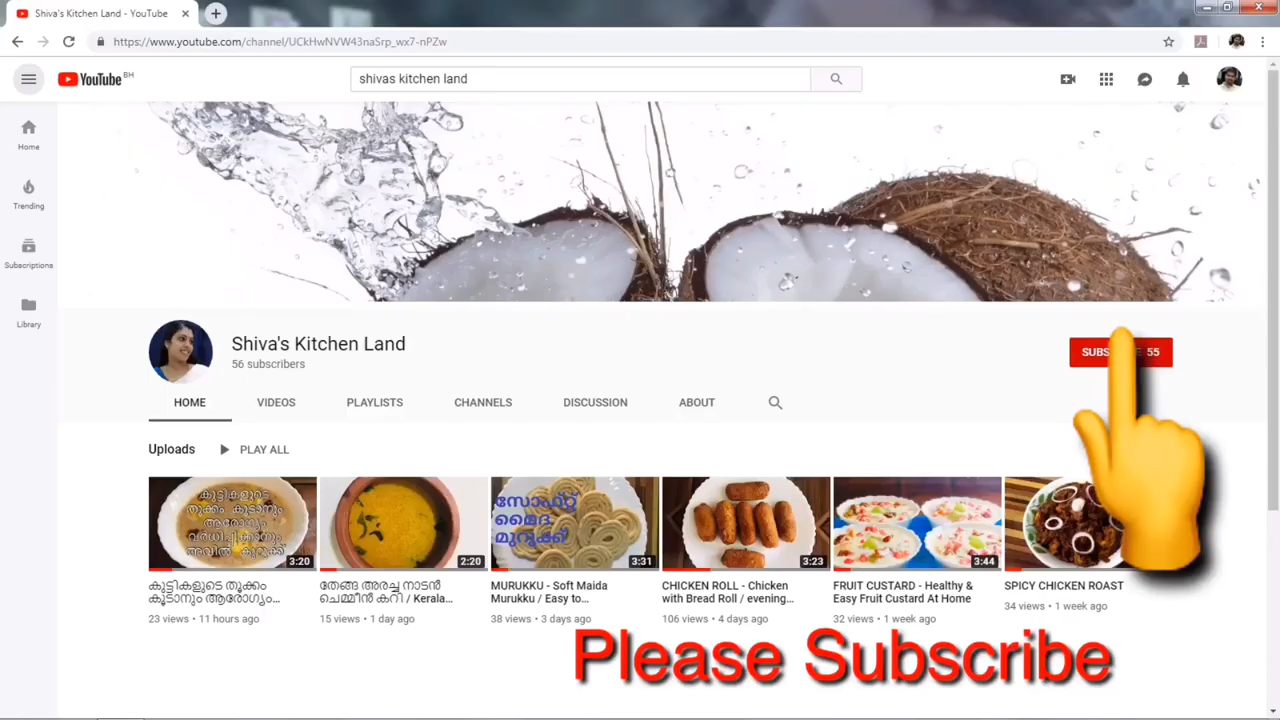 Shiva's Kitchen Land - YouTube
https://www.youtube.com/channel/UCkHwNVW43naSrp_wx7-nPZw
YouTube BH
shivas kitchen land
Home
Trending
Subscriptions
Library
Shiva's Kitchen Land
56 subscribers
55
HOME VIDEOS PLAYLISTS CHANNELS DISCUSSION ABOUT
Uploads PLAY ALL
കുട്ടികളുടെ
തൂക്കം കൂടാനും
ആരോഗ്യം
വർധിപ്പിക്കാനും
അവിൽ കുറുക്ക്
3:20
2:20
സോഫ്റ്റ്
മൈദ
മുറുക്ക്
3:31
3:23
3:44
കുട്ടികളുടെ തൂക്കം
കൂടാനും ആരോഗ്യം...
23 views • 11 hours ago
തേങ്ങ അരച്ച നാടൻ
ചെമ്മീൻ കറി / Kerala...
15 views • 1 day ago
MURUKKU - Soft Maida
Murukku / Easy to...
38 views • 3 days ago
CHICKEN ROLL - Chicken
with Bread Roll / evening...
106 views • 4 days ago
FRUIT CUSTARD - Healthy &
Easy Fruit Custard At Home
32 views • 1 week ago
SPICY CHICKEN ROAST
34 views • 1 week ago
Please Subscribe